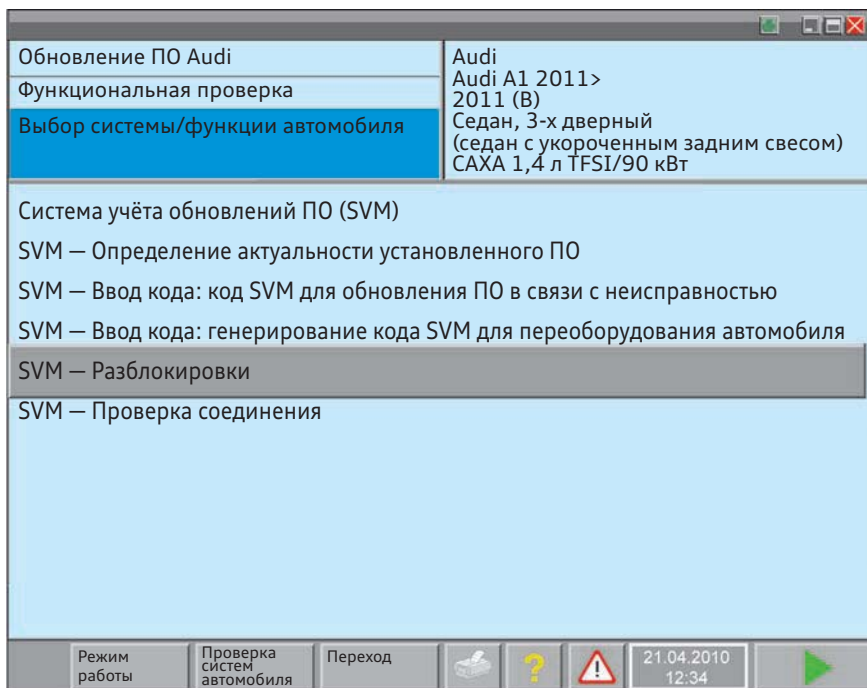 Обновление ПО Audi
Функциональная проверка
Выбор системы/функции автомобиля
Audi
Audi A1 2011>
2011 (B)
Седан, 3-х дверный
(седан с укороченным задним свесом)
CAXA 1,4 л TFSI/90 кВт
Система учёта обновлений ПО (SVM)
SVM — Определение актуальности установленного ПО
SVM — Ввод кода: код SVM для обновления ПО в связи с неисправностью
SVM — Ввод кода: генерирование кода SVM для переоборудования автомобиля
SVM — Разблокировки
SVM — Проверка соединения
Режим
работы
Проверка
систем
автомобиля
Переход
?
21.04.2010
12:34